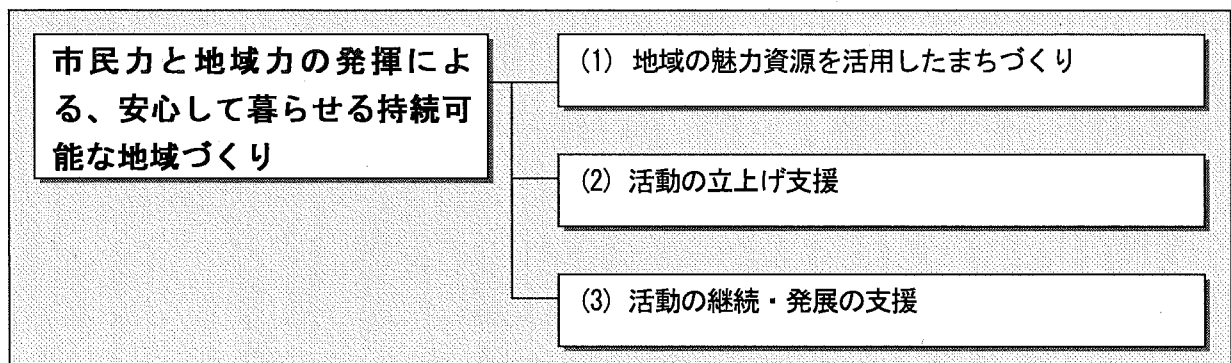 市民力と地域力の発揮によ
る、安心して暮らせる持続可
能な地域づくり
(1) 地域の魅力資源を活用したまちづくり
(2) 活動の立上げ支援
(3) 活動の継続・発展の支援